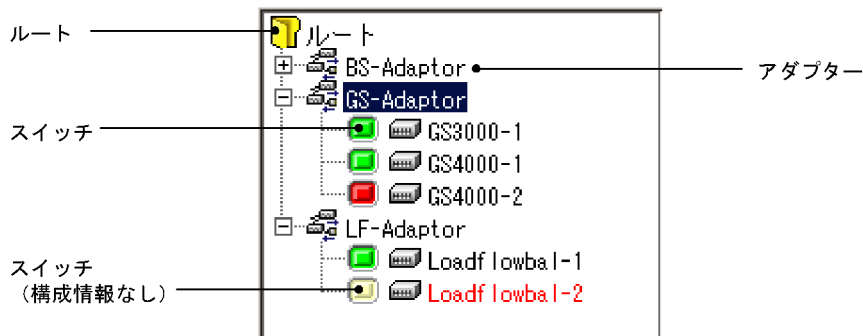 ルート
ルート
BS-Adaptor
アダプター
GS-Adaptor
スイッチ
GS3000-1
GS4000-1
GS4000-2
LF-Adaptor
Loadflowbal-1
スイッチ
（構成情報なし）
Loadflowbal-2